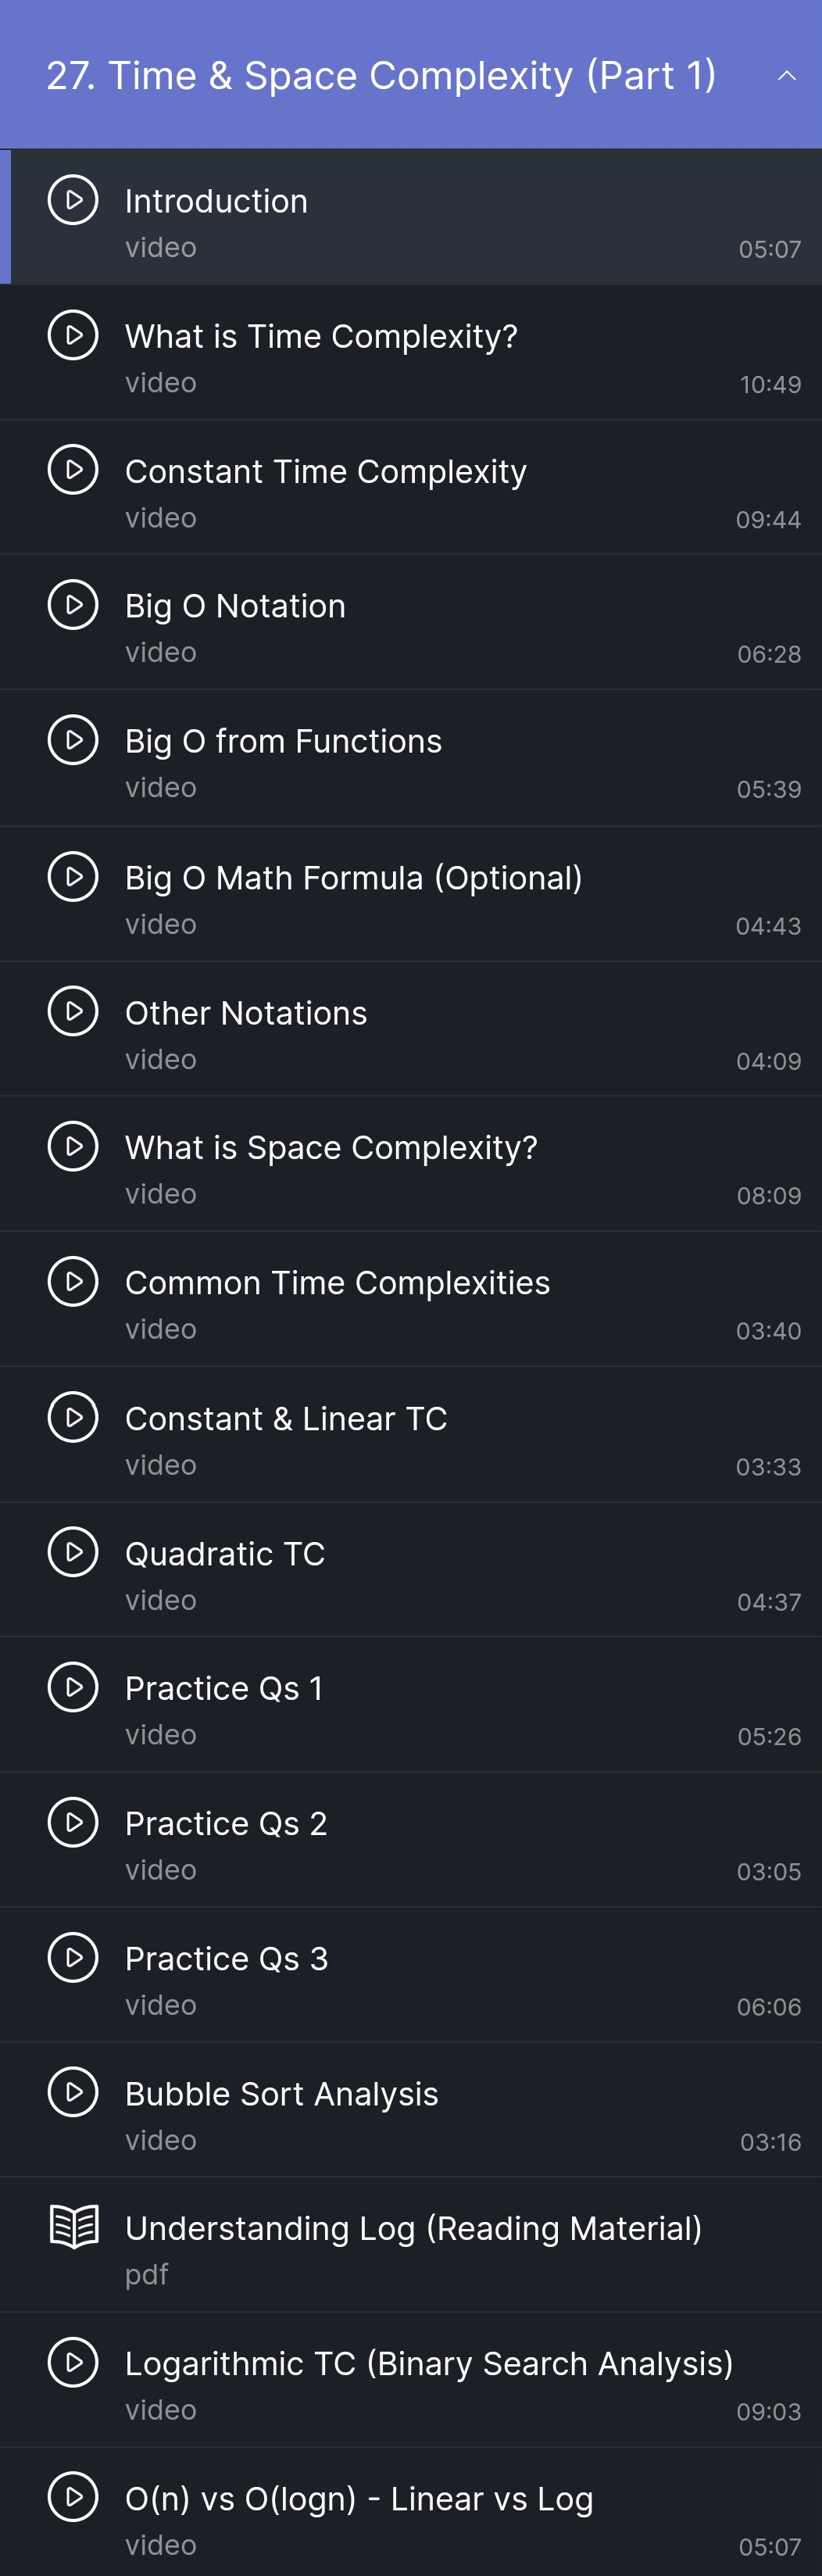 27. Time & Space Complexity (Part 1)
Introduction
video 05:07
What is Time Complexity?
video 10:49
Constant Time Complexity
video 09:44
Big O Notation
video 06:28
Big O from Functions
video 05:39
Big O Math Formula (Optional)
video 04:43
Other Notations
video 04:09
What is Space Complexity?
video 08:09
Common Time Complexities
video 03:40
Constant & Linear TC
video 03:33
Quadratic TC
video 04:37
Practice Qs 1
video 05:26
Practice Qs 2
video 03:05
Practice Qs 3
video 06:06
Bubble Sort Analysis
video 03:16
Understanding Log (Reading Material)
pdf
Logarithmic TC (Binary Search Analysis)
video 09:03
O(n) vs O(logn) - Linear vs Log
video 05:07